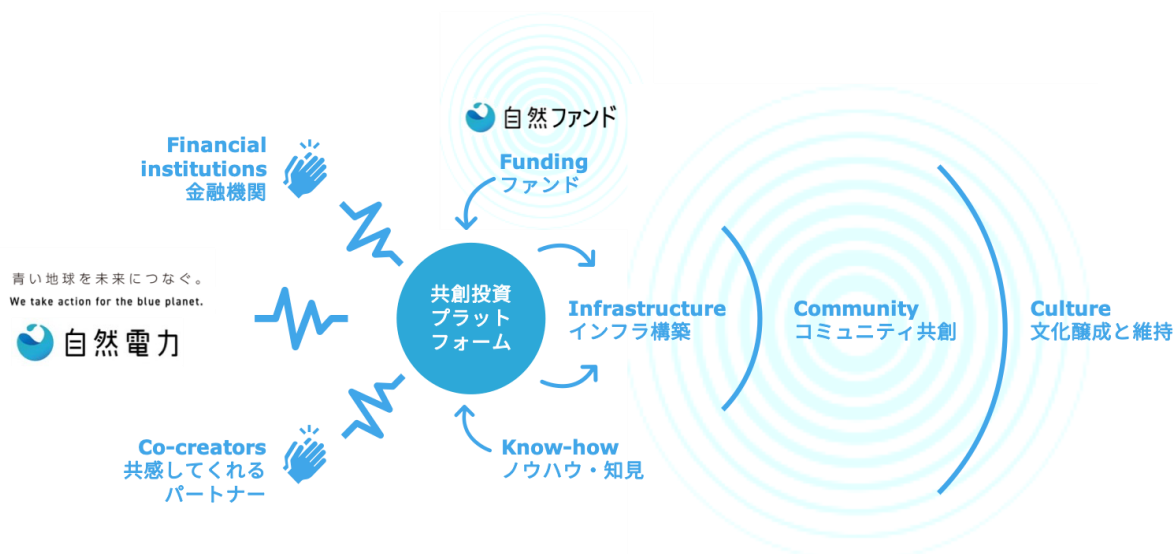 自然ファンド
Funding
ファンド
Financial
institutions
金融機関
青い地球を未来につなぐ。
We take action for the blue planet.
自然電力
共創投資
プラット
フォーム
Infrastructure
インフラ構築
Community
コミュニティ共創
Culture
文化醸成と維持
Co-creators
共感してくれる
パートナー
Know-how
ノウハウ・知見